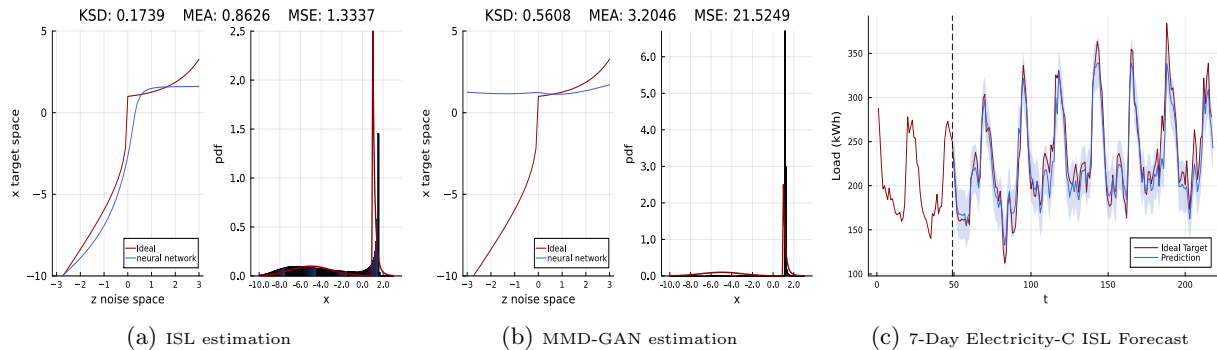 KSD: 0.1739 MEA: 0.8626 MSE: 1.3337
5
0
−5
−10
x target space
−3 −2 −1 0 1 2 3
z noise space
Ideal
neural network
2.5
2.0
1.5
1.0
0.5
0.0
pdf
-10.0 -8.0 -6.0 -4.0 -2.0 0.0 2.0
x
(a) ISL estimation
KSD: 0.5608 MEA: 3.2046 MSE: 21.5249
5
0
−5
−10
x target space
−3 −2 −1 0 1 2 3
z noise space
Ideal
neural network
6.0
5.0
4.0
3.0
2.0
1.0
0.0
pdf
-10.0 -8.0 -6.0 -4.0 -2.0 0.0 2.0
x
(b) MMD-GAN estimation
350
300
250
200
150
100
Load (kWh)
0 50 100 150 200
t
Ideal Target
Prediction
(c) 7-Day Electricity-C ISL Forecast